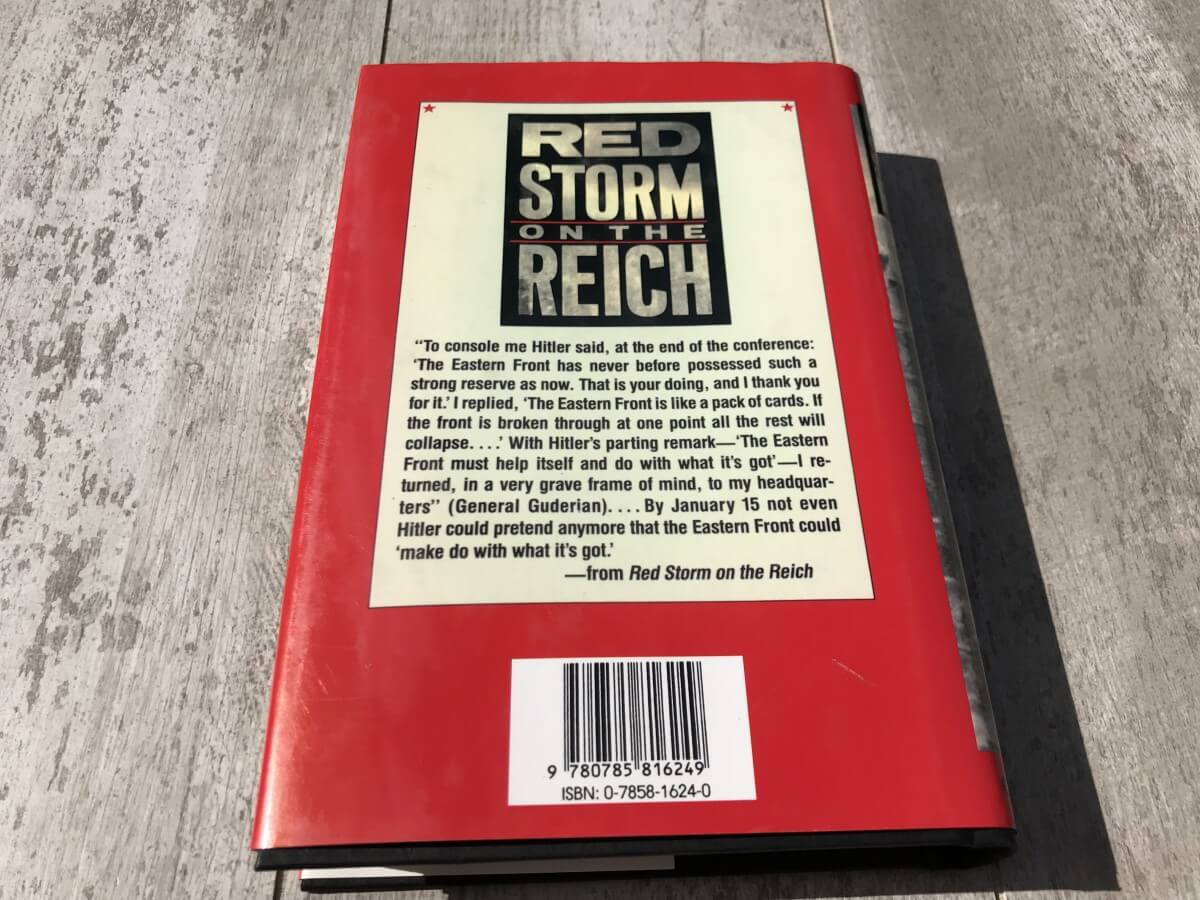 RED
STORM
ON THE
REICH
“To console me Hitler said, at the end of the conference:
‘The Eastern Front has never before possessed such a
strong reserve as now. That is your doing, and I thank you
for it.’ I replied, ‘The Eastern Front is like a pack of cards. If
the front is broken through at one point all the rest will
collapse. . . .’ With Hitler’s parting remark—‘The Eastern
Front must help itself and do with what it’s got’—I re-
turned, in a very grave frame of mind, to my headquar-
ters” (General Guderian). . . . By January 15 not even
Hitler could pretend anymore that the Eastern Front could
‘make do with what it’s got.’
—from Red Storm on the Reich
9 780785 816249
ISBN: 0-7858-1624-0